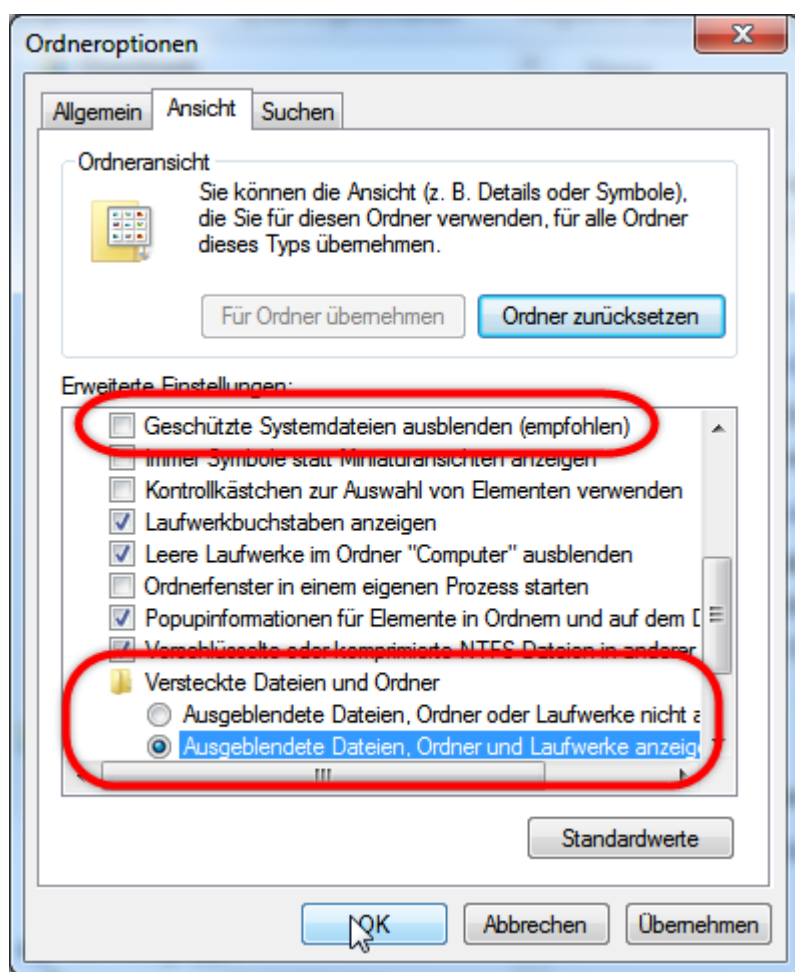 Ordneroptionen
Allgemein Ansicht Suchen
Ordneransicht
Sie können die Ansicht (z. B. Details oder Symbole),
die Sie für diesen Ordner verwenden, für alle Ordner
dieses Typs übernehmen.
Für Ordner übernehmen Ordner zurücksetzen
Erweiterte Einstellungen:
Geschützte Systemdateien ausblenden (empfohlen)
Immer Symbole statt Miniaturansichten anzeigen
Kontrollkästchen zur Auswahl von Elementen verwenden
Laufwerkbuchstaben anzeigen
Leere Laufwerke im Ordner "Computer" ausblenden
Ordnerfenster in einem eigenen Prozess starten
Popupinformationen für Elemente in Ordnern und auf dem
Verschlüsselte oder komprimierte NTFS-Dateien in anderer
Versteckte Dateien und Ordner
Ausgeblendete Dateien, Ordner oder Laufwerke nicht a
Ausgeblendete Dateien, Ordner und Laufwerke anzeig
Standardwerte
OK Abbrechen Übernehmen